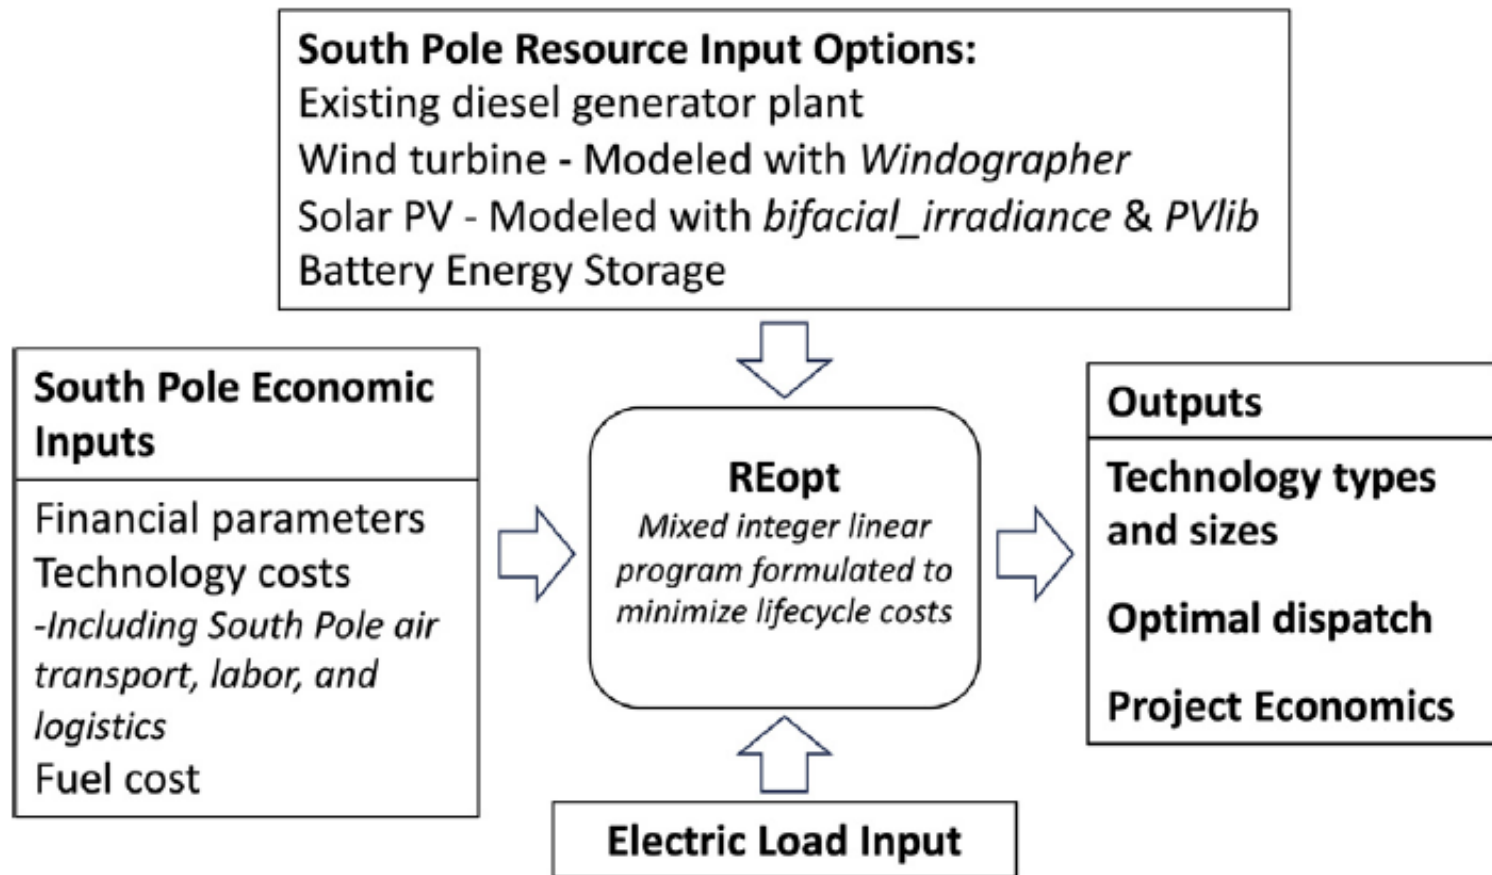 South Pole Resource Input Options:
Existing diesel generator plant
Wind turbine - Modeled with Windographer
Solar PV - Modeled with bifacial_irradiance & PVlib
Battery Energy Storage
South Pole Economic
Inputs
Financial parameters
Technology costs
-Including South Pole air
transport, labor, and
logistics
Fuel cost
REopt
Mixed integer linear
program formulated to
minimize lifecycle costs
Outputs
Technology types
and sizes
Optimal dispatch
Project Economics
Electric Load Input